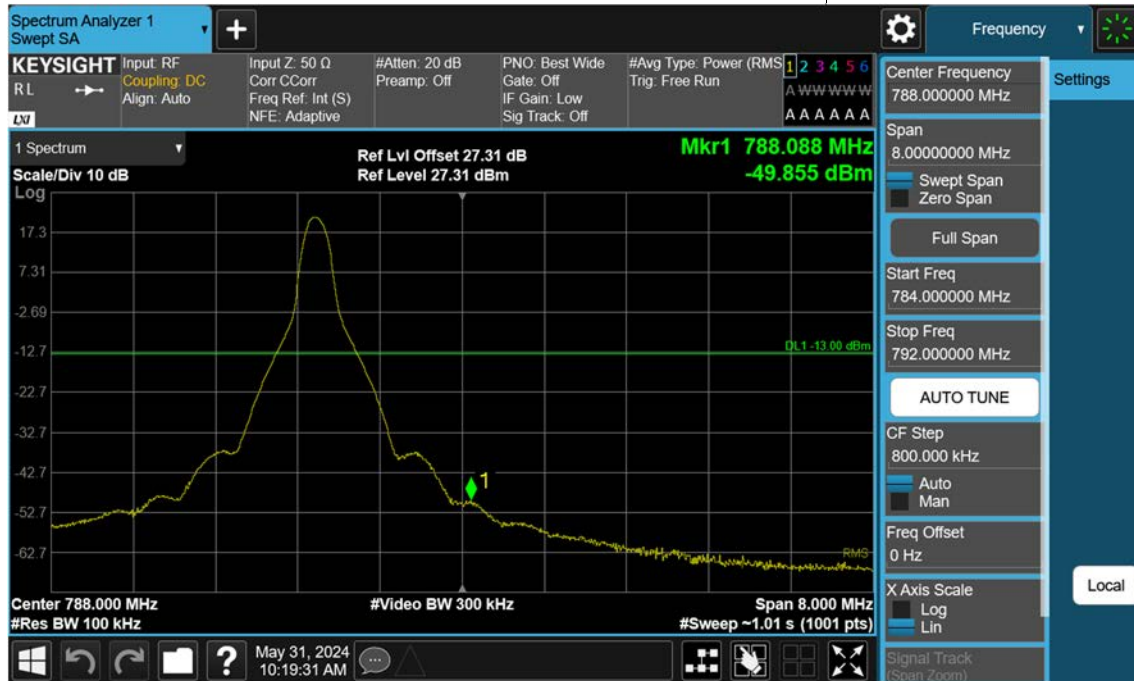 Spectrum Analyzer 1
Swept SA
+
Frequency
KEYSIGHT
RL
LXI
Input: RF
Coupling: DC
Align: Auto
Input Z: 50 Ω
Corr CCorr
Freq Ref: Int (S)
NFE: Adaptive
#Atten: 20 dB
Preamp: Off
PNO: Best Wide
Gate: Off
IF Gain: Low
Sig Track: Off
#Avg Type: Power (RMS
Trig: Free Run
1 2 3 4 5 6
A W W W W W
A A A A A A
1 Spectrum
Scale/Div 10 dB
Ref Lvl Offset 27.31 dB
Ref Level 27.31 dBm
Mkr1 788.088 MHz
-49.855 dBm
Log
17.3
7.31
-2.69
-12.7
-22.7
-32.7
-42.7
-52.7
-62.7
DL1 -13.00 dBm
1
RMS
Center 788.000 MHz
#Video BW 300 kHz
Span 8.000 MHz
#Res BW 100 kHz
#Sweep ~1.01 s (1001 pts)
?
May 31, 2024
10:19:31 AM
Center Frequency
788.000000 MHz
Span
8.00000000 MHz
Swept Span
Zero Span
Full Span
Start Freq
784.000000 MHz
Stop Freq
792.000000 MHz
AUTO TUNE
CF Step
800.000 kHz
Auto
Man
Freq Offset
0 Hz
X Axis Scale
Log
Lin
Signal Track
(Span Zoom)
Settings
Local